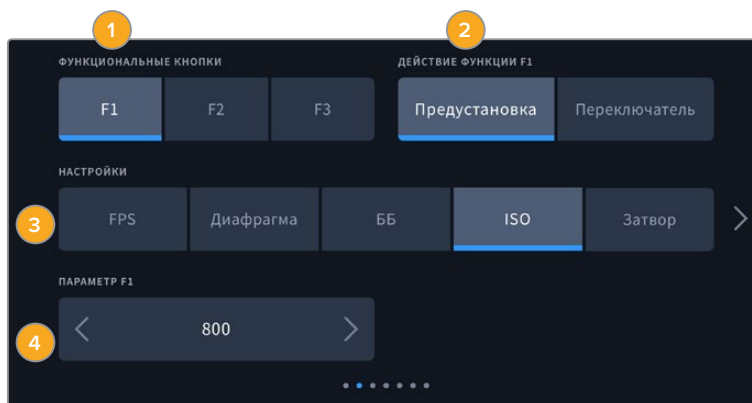 1 2
ФУНКЦИОНАЛЬНЫЕ КНОПКИ ДЕЙСТВИЕ ФУНКЦИИ F1
F1 F2 F3 Предустановка Переключатель
НАСТРОЙКИ
3 FPS Диафрагма ББ ISO Затвор
ПАРАМЕТР F1
4 800